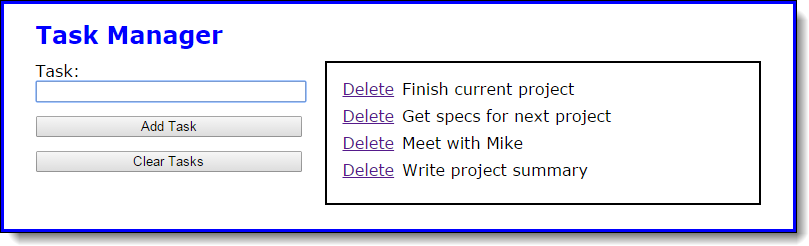 Task Manager
Task:
Add Task
Clear Tasks
Delete Finish current project
Delete Get specs for next project
Delete Meet with Mike
Delete Write project summary